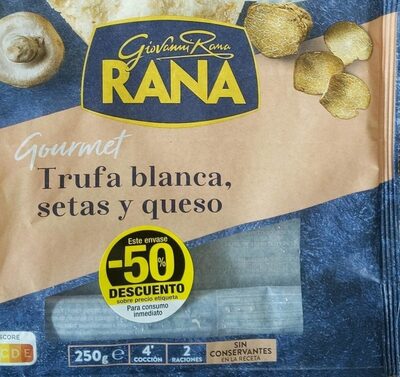 Giovanni Rana
RANA
Gourmet
Trufa blanca,
setas y queso
Este envase
-50%
DESCUENTO
sobre precio etiqueta
Para consumo
inmediato
SCORE
C D E
250g e
4'
COCCIÓN
2
RACIONES
SIN
CONSERVANTES
EN LA RECETA